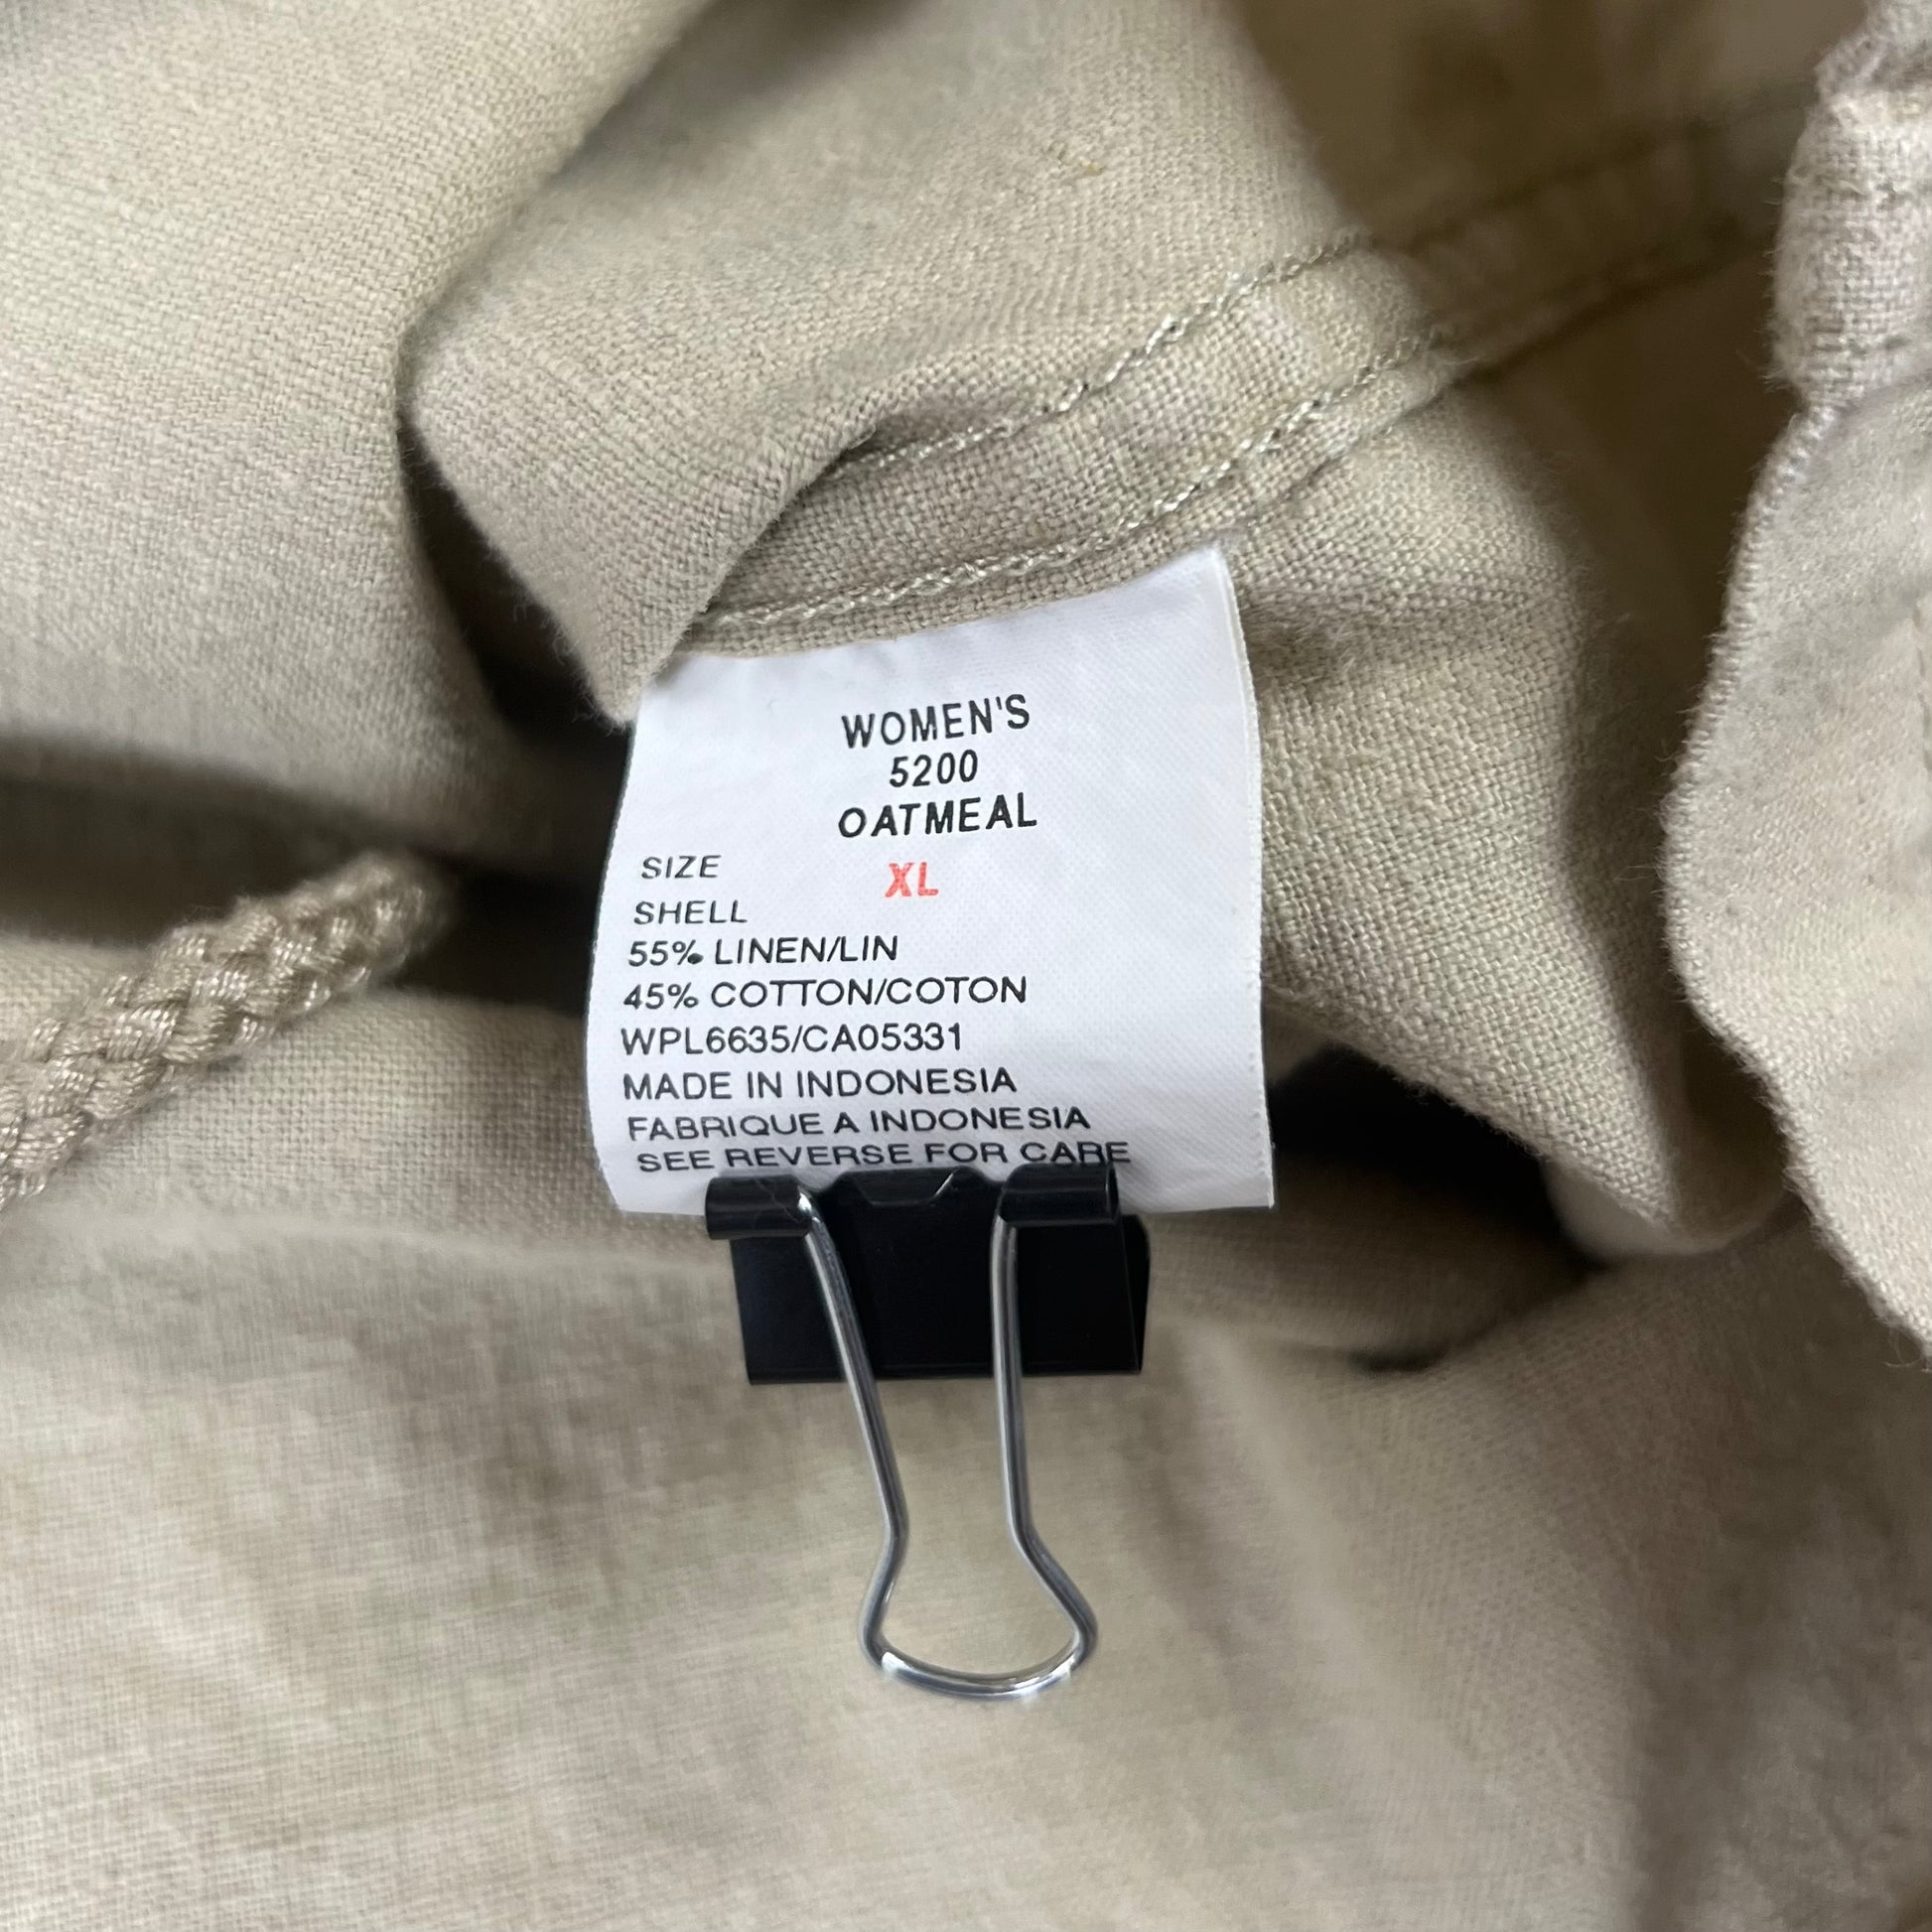 WOMEN'S
5200
OATMEAL
SIZE XL
SHELL
55% LINEN/LIN
45% COTTON/COTON
WPL6635/CA05331
MADE IN INDONESIA
FABRIQUE A INDONESIA
SEE REVERSE FOR CARE